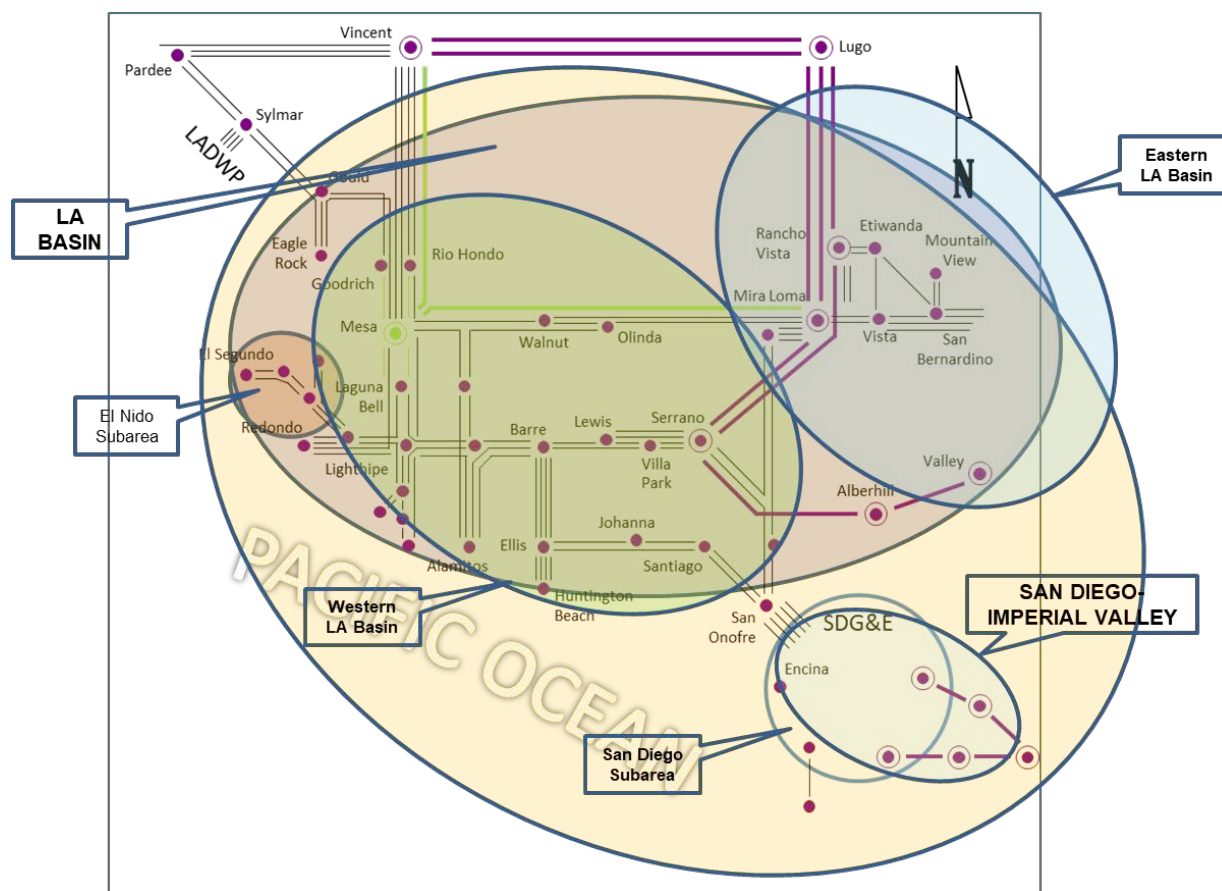 Vincent
Lugo
Pardee
Sylmar
LADWP
Eastern
LA Basin
N
Gould
LA
BASIN
Eagle
Rock
Goodrich
Rio Hondo
Rancho
Vista
Etiwanda
Mountain
View
Mira Loma
Mesa
Walnut
Olinda
Vista
San
Bernardino
El Segundo
El Nido
Subarea
Laguna
Bell
Redondo
Lighthipe
Barre
Lewis
Serrano
Villa
Park
Valley
Alberhill
Johanna
Ellis
Santiago
Alamitos
Huntington
Beach
PACIFIC OCEAN
Western
LA Basin
San
Onofre
SDG&E
SAN DIEGO-
IMPERIAL VALLEY
Encina
San Diego
Subarea